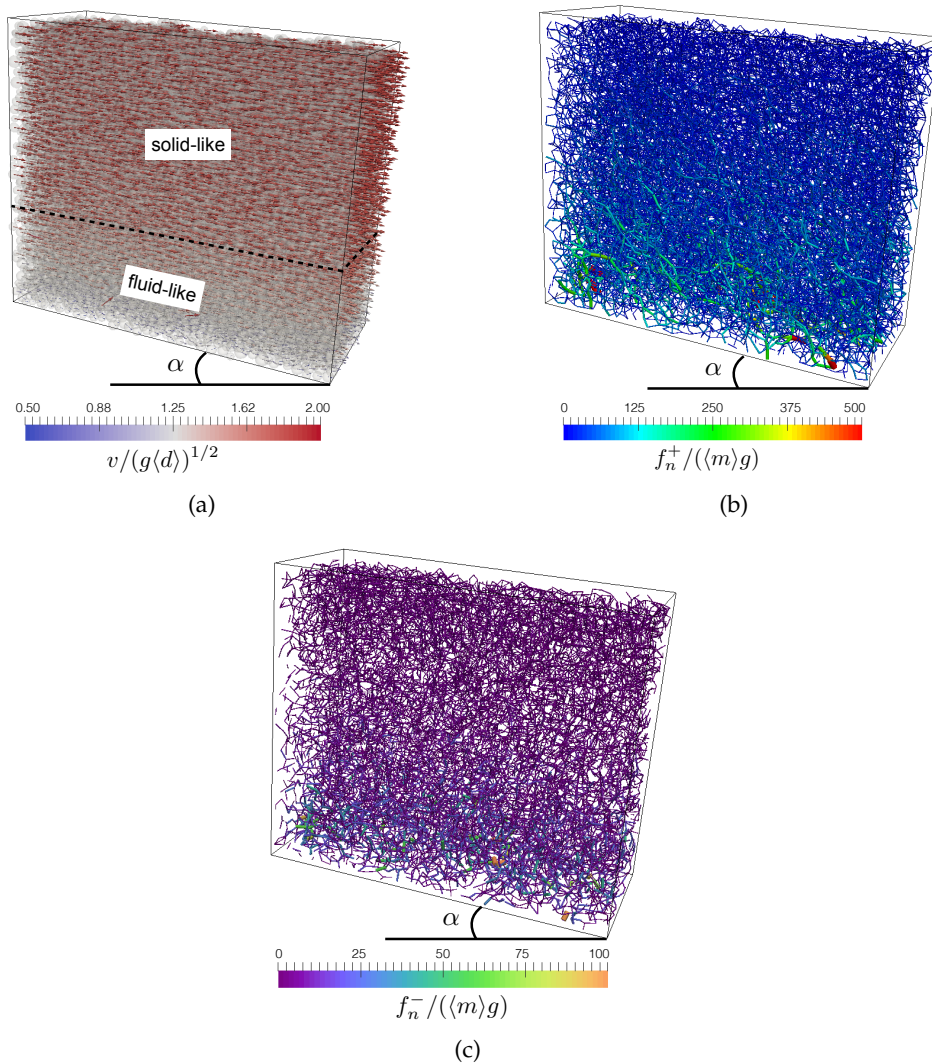 solid-like
fluid-like
α
0.50 0.88 1.25 1.62 2.00
v/(g⟨d⟩)^{1/2}
(a)
α
0 125 250 375 500
f_n^+/(⟨m⟩g)
(b)
α
0 25 50 75 100
f_n^-/(⟨m⟩g)
(c)